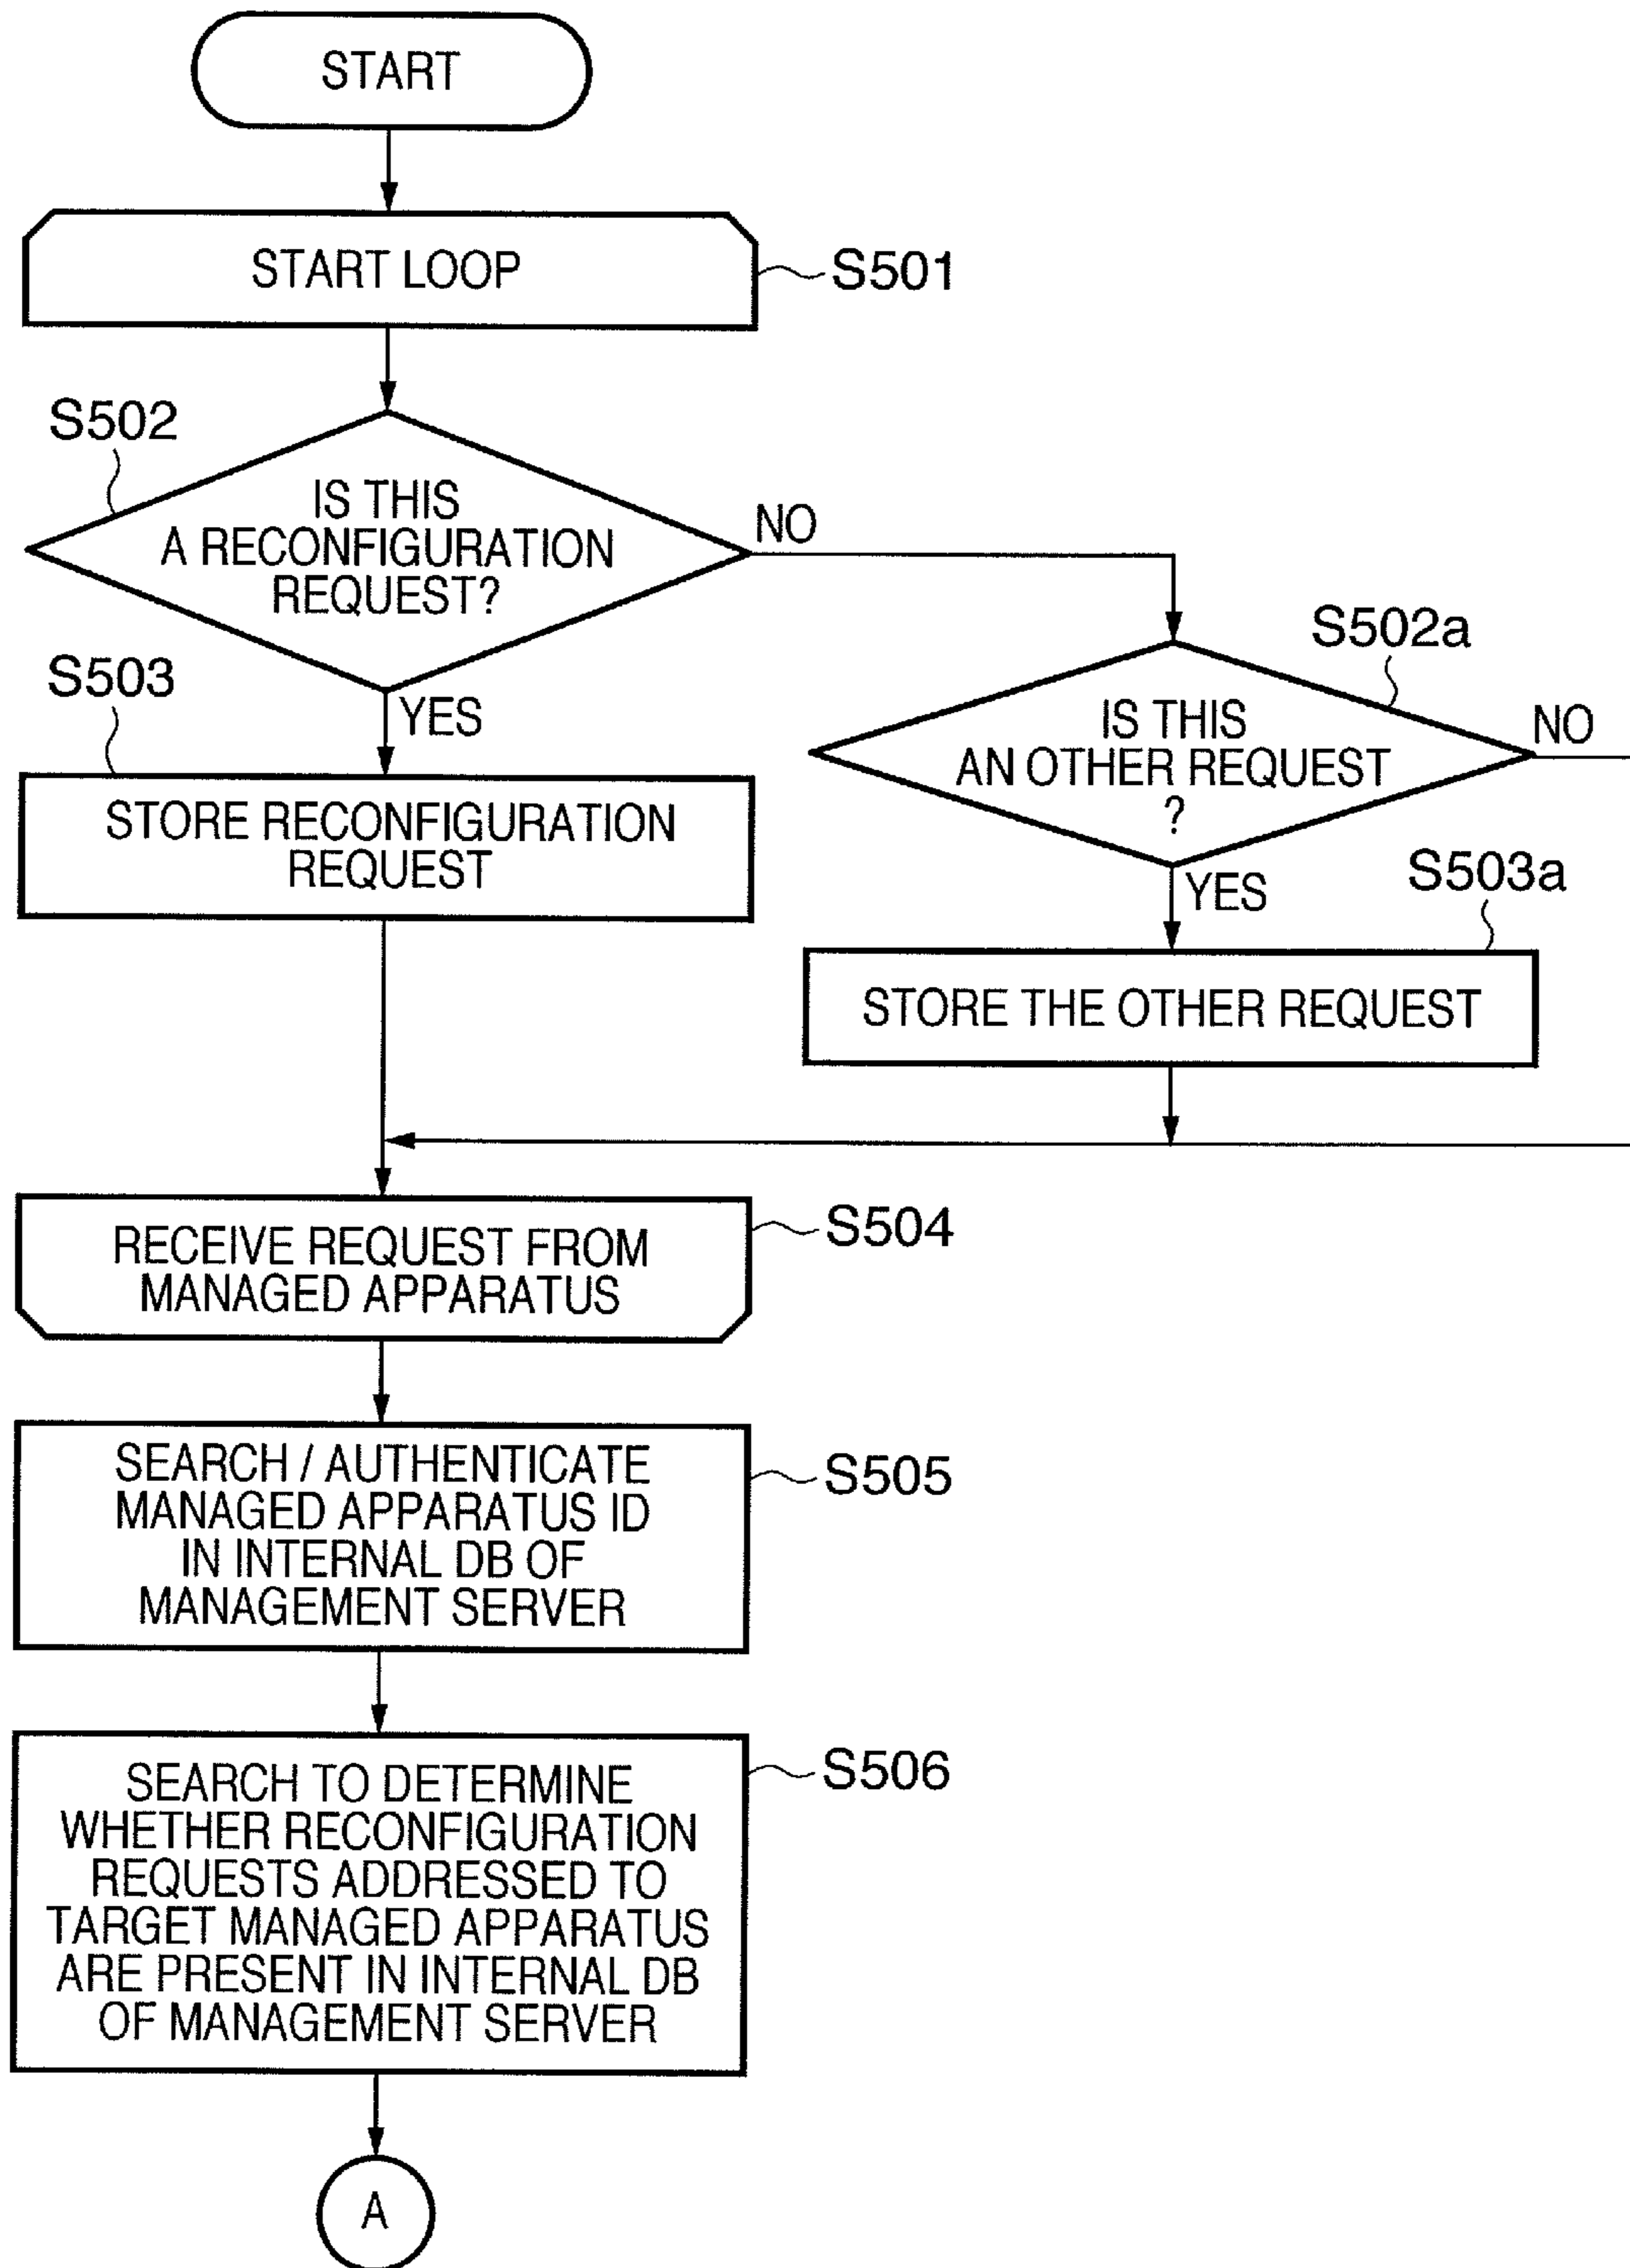 START
START LOOP
S501
S502
IS THIS
A RECONFIGURATION
REQUEST?
NO
YES
S502a
IS THIS
AN OTHER REQUEST
?
NO
YES
S503
STORE RECONFIGURATION
REQUEST
S503a
STORE THE OTHER REQUEST
RECEIVE REQUEST FROM
MANAGED APPARATUS
S504
SEARCH / AUTHENTICATE
MANAGED APPARATUS ID
IN INTERNAL DB OF
MANAGEMENT SERVER
S505
SEARCH TO DETERMINE
WHETHER RECONFIGURATION
REQUESTS ADDRESSED TO
TARGET MANAGED APPARATUS
ARE PRESENT IN INTERNAL DB
OF MANAGEMENT SERVER
S506
A